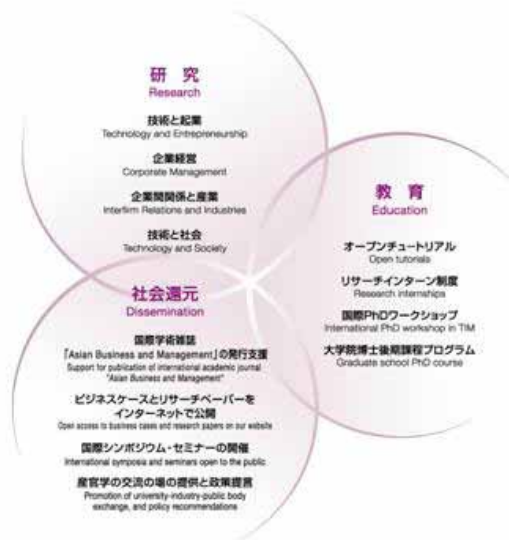 研 究
Research
技術と起業
Technology and Entrepreneurship
企業経営
Corporate Management
企業間関係と産業
Interfirm Relations and Industries
技術と社会
Technology and Society
教 育
Education
オープンチュートリアル
Open tutorials
リサーチインターン制度
Research internships
国際PhDワークショップ
International PhD workshop in TIM
大学院博士後期課程プログラム
Graduate school PhD course
社会還元
Dissemination
国際学術雑誌
「Asian Business and Management」の発行支援
Support for publication of international academic journal
"Asian Business and Management"
ビジネスケースとリサーチペーパーを
インターネットで公開
Open access to business cases and research papers on our website
国際シンポジウム・セミナーの開催
International symposia and seminars open to the public
産官学の交流の場の提供と政策提言
Promotion of university-industry-public body
exchange, and policy recommendations